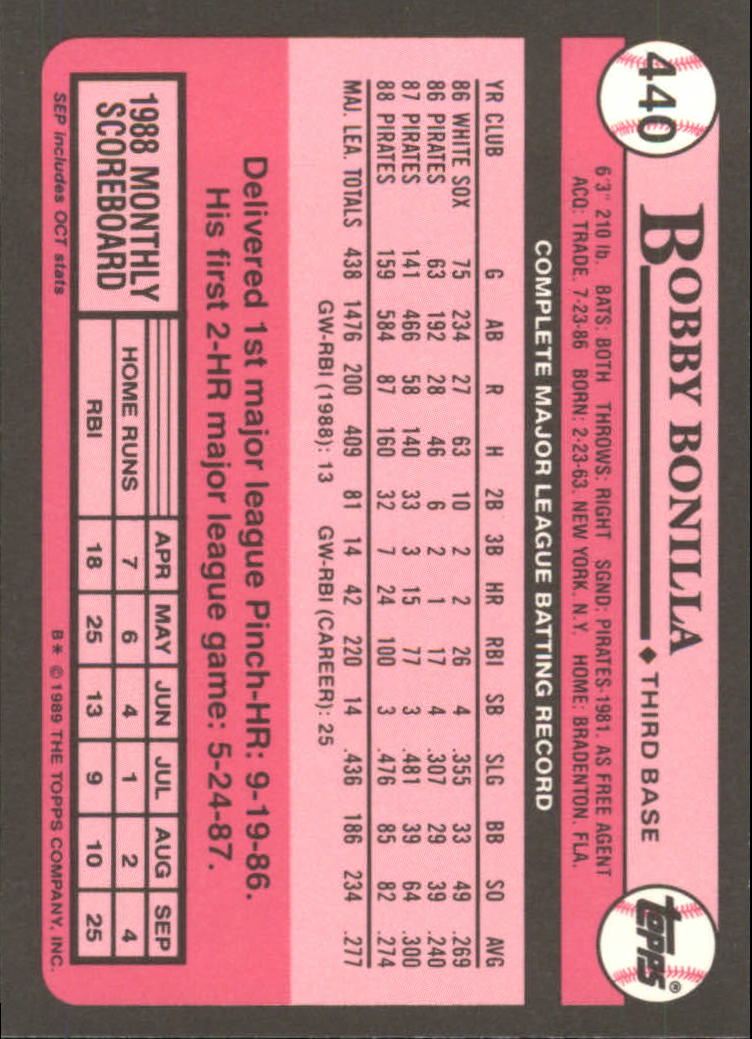 440
BOBBY BONILLA ◆ THIRD BASE
topps®
6'3" 210 lb. BATS: BOTH THROWS: RIGHT SGND: PIRATES-1981. AS FREE AGENT
ACQ: TRADE. 7-23-86 BORN: 2-23-63. NEW YORK. N.Y. HOME: BRADENTON. FLA.
COMPLETE MAJOR LEAGUE BATTING RECORD
YR CLUB G AB R H 2B 3B HR RBI SB SLG BB SO AVG
86 WHITE SOX 75 234 27 63 10 2 2 26 4 .355 33 49 .269
86 PIRATES 63 192 28 46 6 2 1 17 4 .307 29 39 .240
87 PIRATES 141 466 58 140 33 3 15 77 3 .481 39 64 .300
88 PIRATES 159 584 87 160 32 7 24 100 3 .476 85 82 .274
MAJ. LEA. TOTALS 438 1476 200 409 81 14 42 220 14 .436 186 234 .277
GW-RBI (1988): 13 GW-RBI (CAREER): 25
Delivered 1st major league Pinch-HR: 9-19-86.
His first 2-HR major league game: 5-24-87.
1988 MONTHLY
SCOREBOARD
APR MAY JUN JUL AUG SEP
HOME RUNS 7 6 4 1 2 4
RBI 18 25 13 9 10 25
SEP includes OCT stats
B* © 1989 THE TOPPS COMPANY, INC.